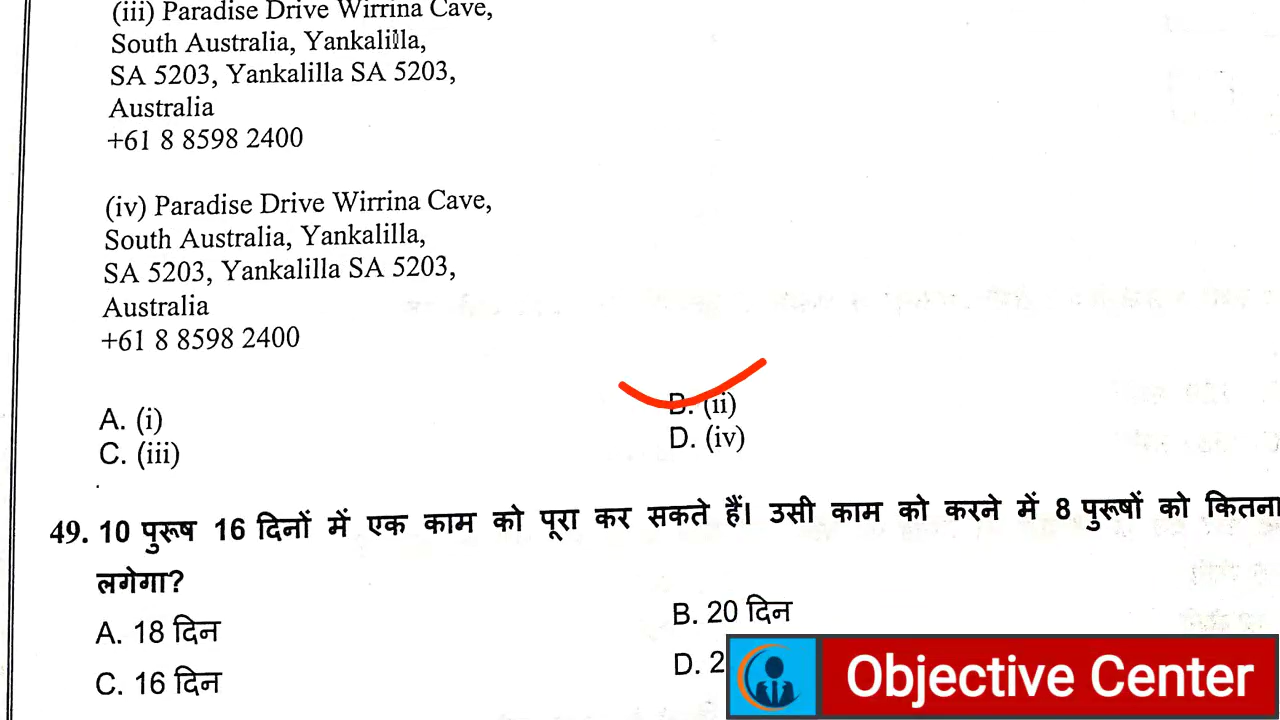 (iii) Paradise Drive Wirrina Cave,
South Australia, Yankalilla,
SA 5203, Yankalilla SA 5203,
Australia
+61 8 8598 2400
(iv) Paradise Drive Wirrina Cave,
South Australia, Yankalilla,
SA 5203, Yankalilla SA 5203,
Australia
+61 8 8598 2400
A. (i)
B. (ii)
C. (iii)
D. (iv)
49. 10 पुरूष 16 दिनों में एक काम को पूरा कर सकते हैं। उसी काम को करने में 8 पुरूषों को कितना
लगेगा?
A. 18 दिन
B. 20 दिन
C. 16 दिन
D. 2
Objective Center